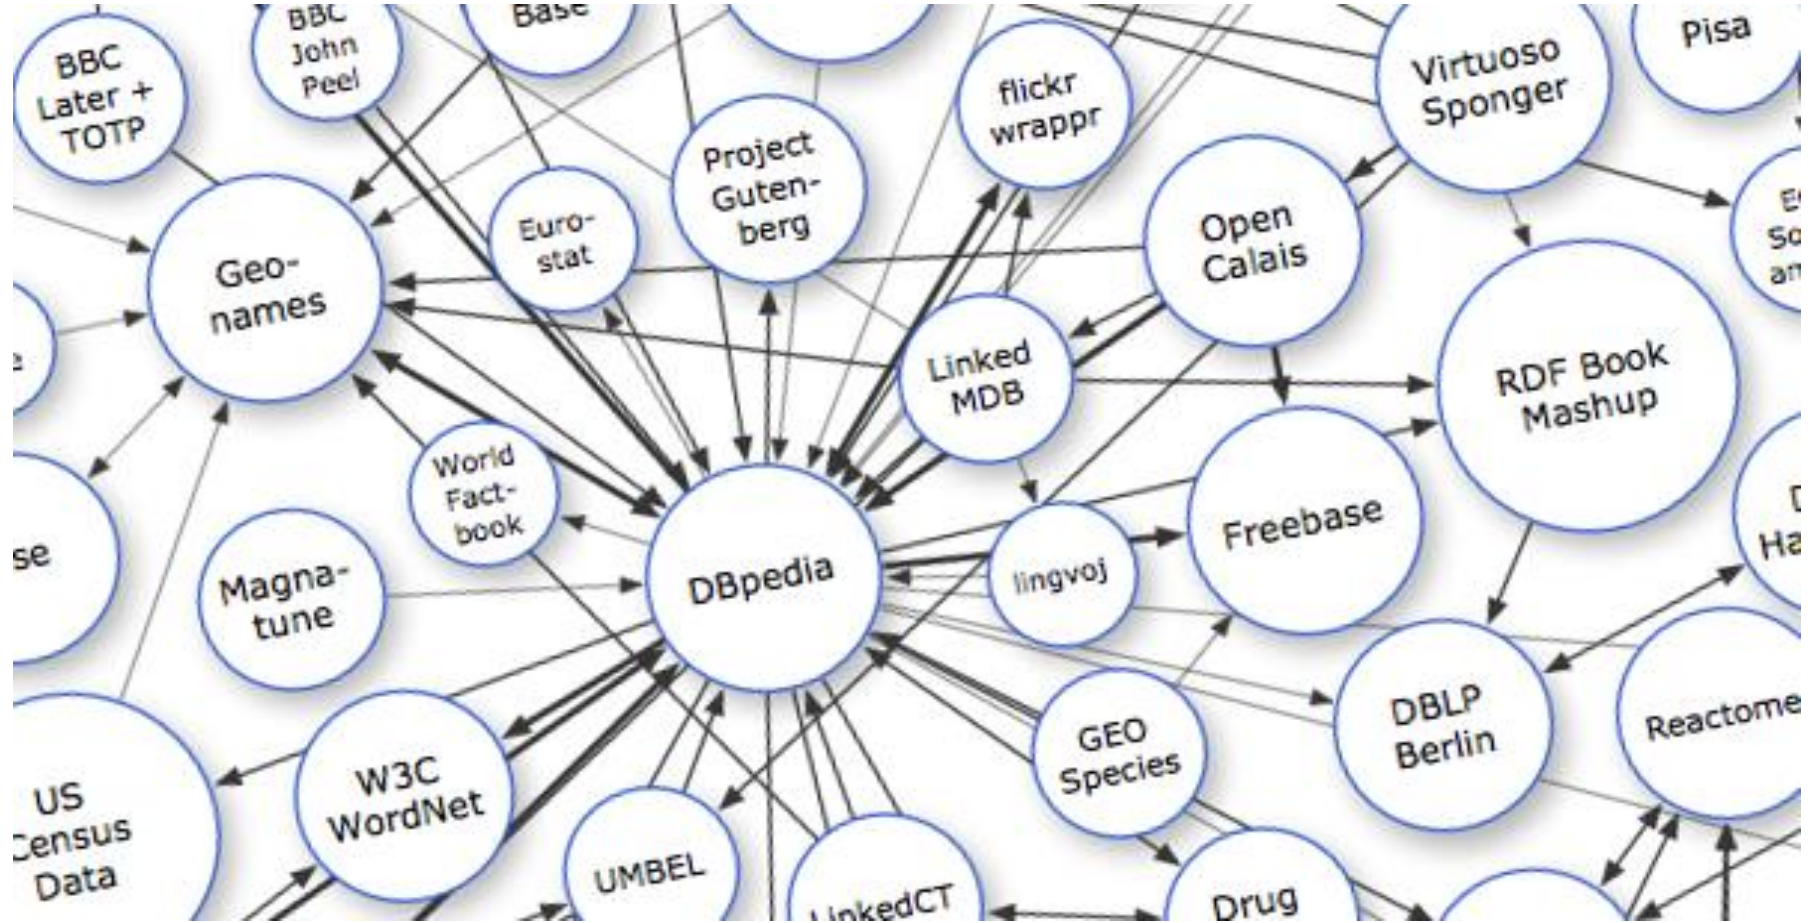 BBC
Later +
TOTP
BBC
John
Peel
Base
flickr
wrappr
Virtuoso
Sponger
Pisa
Project
Guten-
berg
Euro-
stat
Open
Calais
Geo-
names
Linked
MDB
RDF Book
Mashup
World
Fact-
book
Magna-
tune
DBpedia
lingvoj
Freebase
GEO
Species
DBLP
Berlin
Reactome
US
Census
Data
W3C
WordNet
UMBEL
LinkedCT
Drug